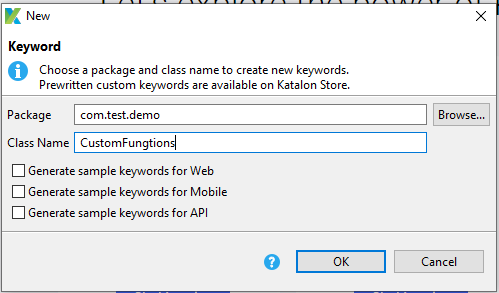 New
Keyword
Choose a package and class name to create new keywords.
Prewritten custom keywords are available on Katalon Store.
Package com.test.demo Browse...
Class Name CustomFungtions
Generate sample keywords for Web
Generate sample keywords for Mobile
Generate sample keywords for API
OK Cancel